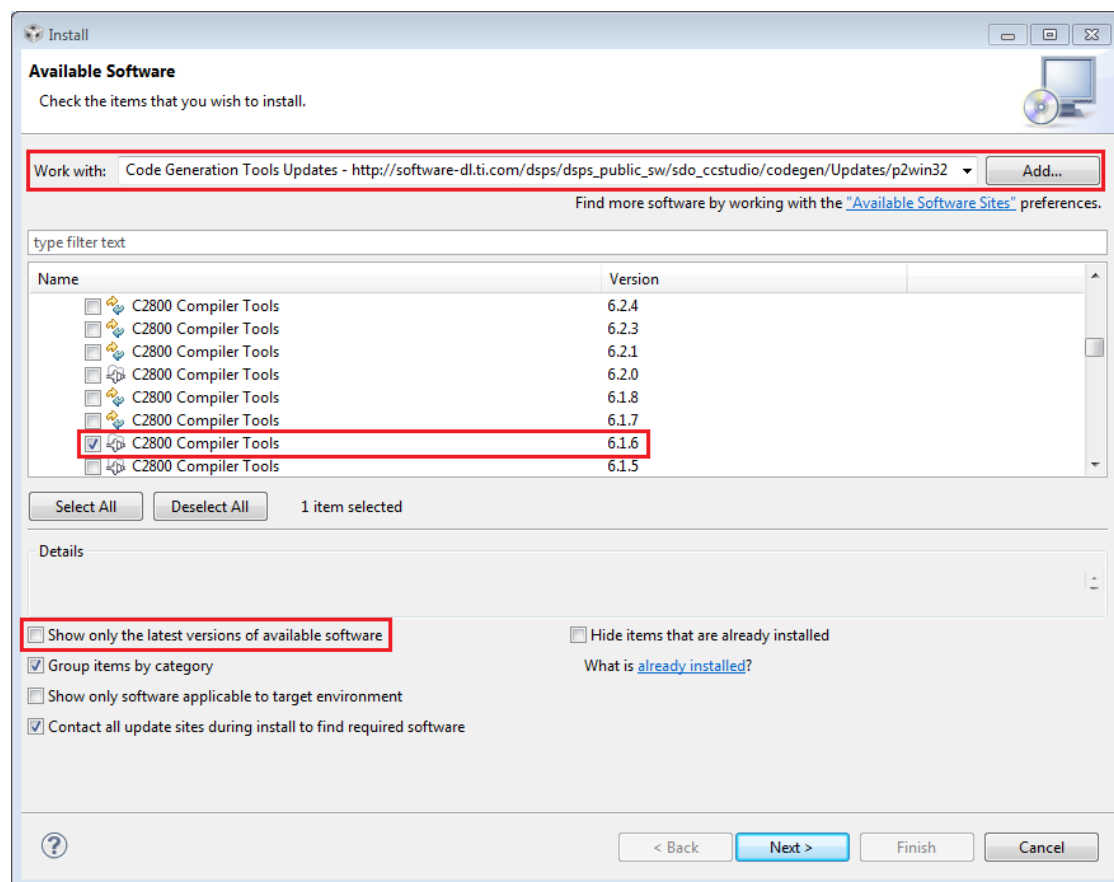 Install
Available Software
Check the items that you wish to install.
Work with: Code Generation Tools Updates - http://software-dl.ti.com/dsps/dsps_public_sw/sdo_ccstudio/codegen/Updates/p2win32 Add...
Find more software by working with the "Available Software Sites" preferences.
type filter text
Name Version
C2800 Compiler Tools 6.2.4
C2800 Compiler Tools 6.2.3
C2800 Compiler Tools 6.2.1
C2800 Compiler Tools 6.2.0
C2800 Compiler Tools 6.1.8
C2800 Compiler Tools 6.1.7
C2800 Compiler Tools 6.1.6
C2800 Compiler Tools 6.1.5
Select All Deselect All 1 item selected
Details
Show only the latest versions of available software Hide items that are already installed
Group items by category What is already installed?
Show only software applicable to target environment
Contact all update sites during install to find required software
? < Back Next > Finish Cancel